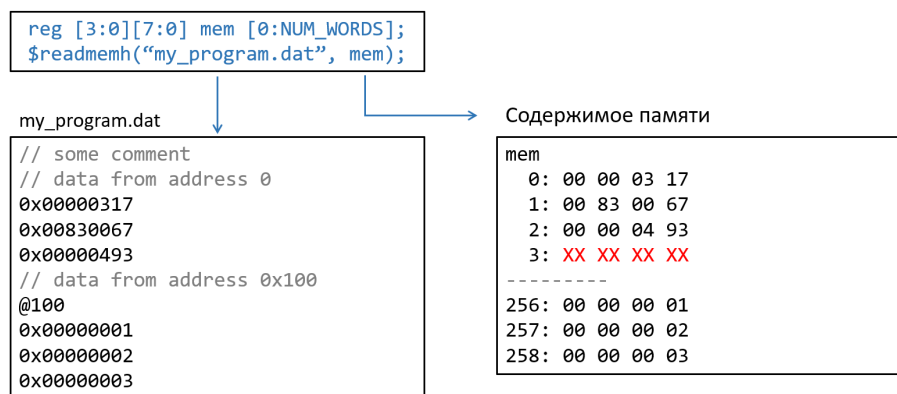 reg [3:0][7:0] mem [0:NUM_WORDS];
$readmemh(“my_program.dat”, mem);
my_program.dat
// some comment
// data from address 0
0x00000317
0x00830067
0x00000493
// data from address 0x100
@100
0x00000001
0x00000002
0x00000003
Содержимое памяти
mem
0: 00 00 03 17
1: 00 83 00 67
2: 00 00 04 93
3: XX XX XX XX
---------
256: 00 00 00 01
257: 00 00 00 02
258: 00 00 00 03